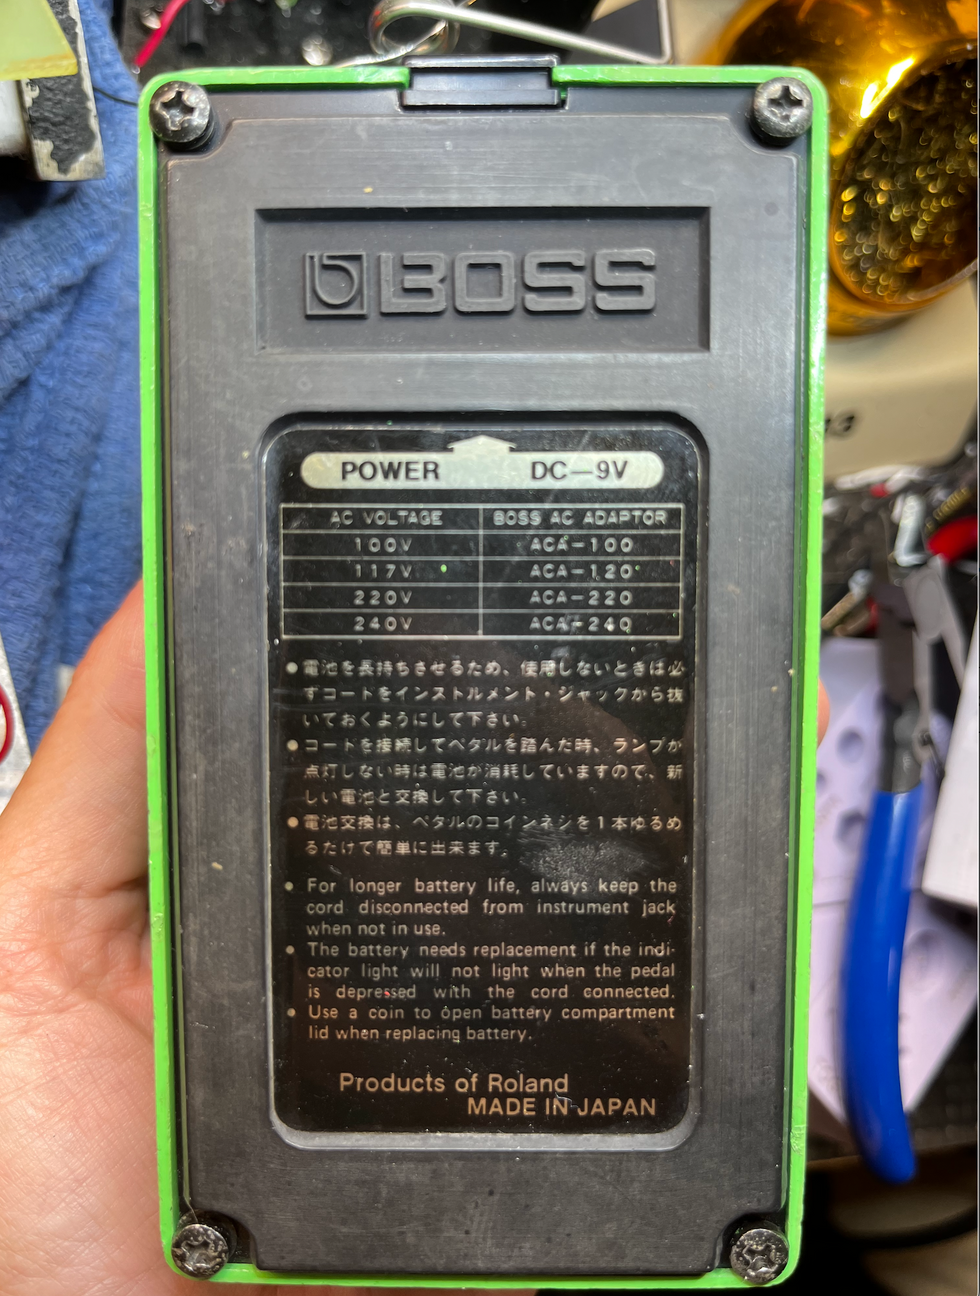 BOSS
POWER DC—9V
AC VOLTAGE BOSS AC ADAPTOR
100V ACA-100
117V ACA-120
220V ACA-220
240V ACA-240
●電池を長持ちさせるため、使用しないときは必
ずコードをインストルメント・ジャックから抜
いておくようにして下さい。
●コードを接続してペダルを踏んだ時、ランプが
点灯しない時は電池が消耗していますので、新
しい電池と交換して下さい。
●電池交換は、ペダルのコインネジを1本ゆるめ
るだけで簡単に出来ます。
• For longer battery life, always keep the
cord disconnected from instrument jack
when not in use.
• The battery needs replacement if the indi-
cator light will not light when the pedal
is depressed with the cord connected.
• Use a coin to open battery compartment
lid when replacing battery.
Products of Roland
MADE IN JAPAN